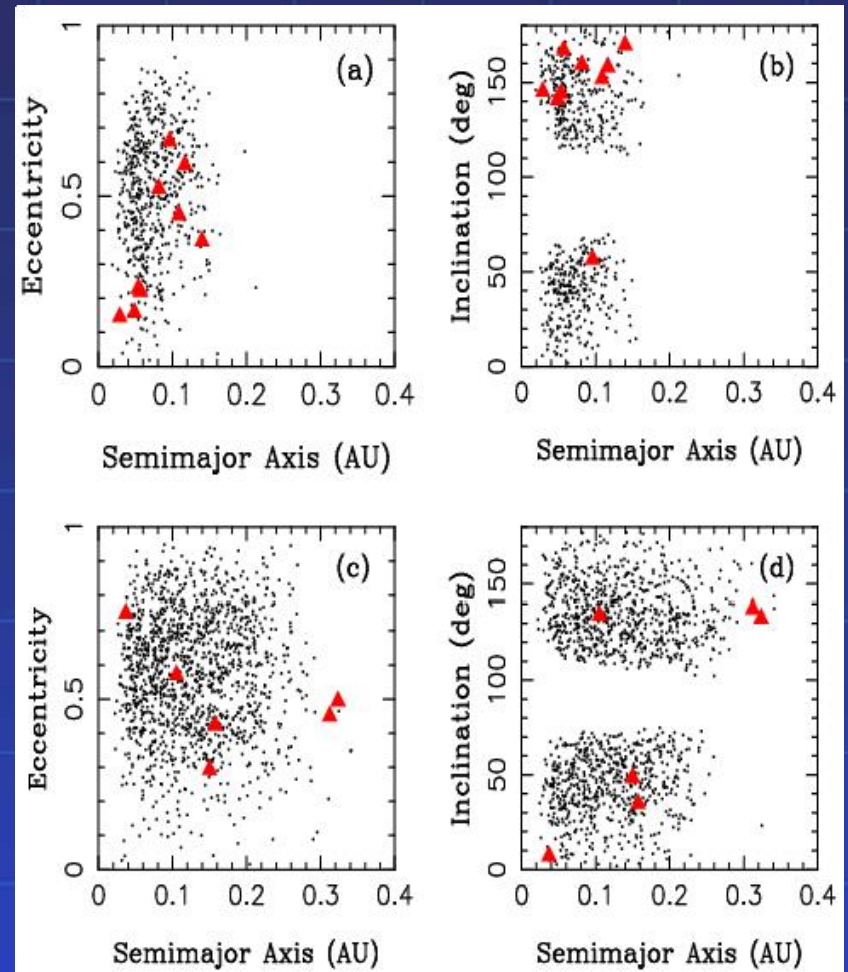 1
(a)
Eccentricity
0.5
0
0 0.1 0.2 0.3 0.4
Semimajor Axis (AU)
(b)
Inclination (deg)
150
100
50
0
0 0.1 0.2 0.3 0.4
Semimajor Axis (AU)
1
(c)
Eccentricity
0.5
0
0 0.1 0.2 0.3 0.4
Semimajor Axis (AU)
(d)
Inclination (deg)
150
100
50
0
0 0.1 0.2 0.3 0.4
Semimajor Axis (AU)